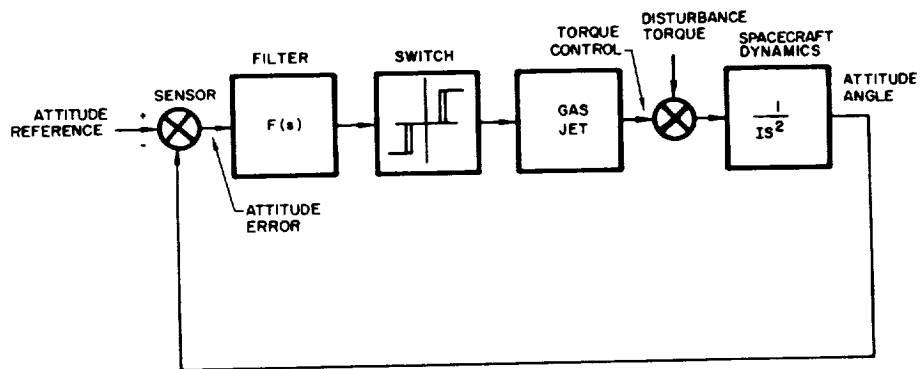 DISTURBANCE
TORQUE
TORQUE
CONTROL
SPACECRAFT
DYNAMICS
FILTER
SWITCH
SENSOR
ATTITUDE
ANGLE
ATTITUDE
REFERENCE
+
-
F(s)
GAS
JET
1
IS²
ATTITUDE
ERROR